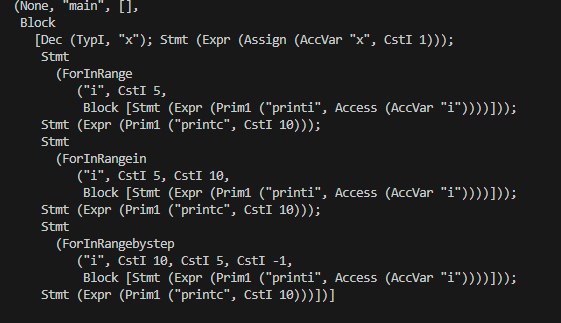 (None, "main", [],
 Block
   [Dec (TypI, "x"); Stmt (Expr (Assign (AccVar "x", CstI 1)));
    Stmt
      (ForInRange
         ("i", CstI 5,
          Block [Stmt (Expr (Prim1 ("printi", Access (AccVar "i"))))]));
    Stmt (Expr (Prim1 ("printc", CstI 10)));
    Stmt
      (ForInRangein
         ("i", CstI 5, CstI 10,
          Block [Stmt (Expr (Prim1 ("printi", Access (AccVar "i"))))]));
    Stmt (Expr (Prim1 ("printc", CstI 10)));
    Stmt
      (ForInRangebystep
         ("i", CstI 10, CstI 5, CstI -1,
          Block [Stmt (Expr (Prim1 ("printi", Access (AccVar "i"))))]));
    Stmt (Expr (Prim1 ("printc", CstI 10)))])]